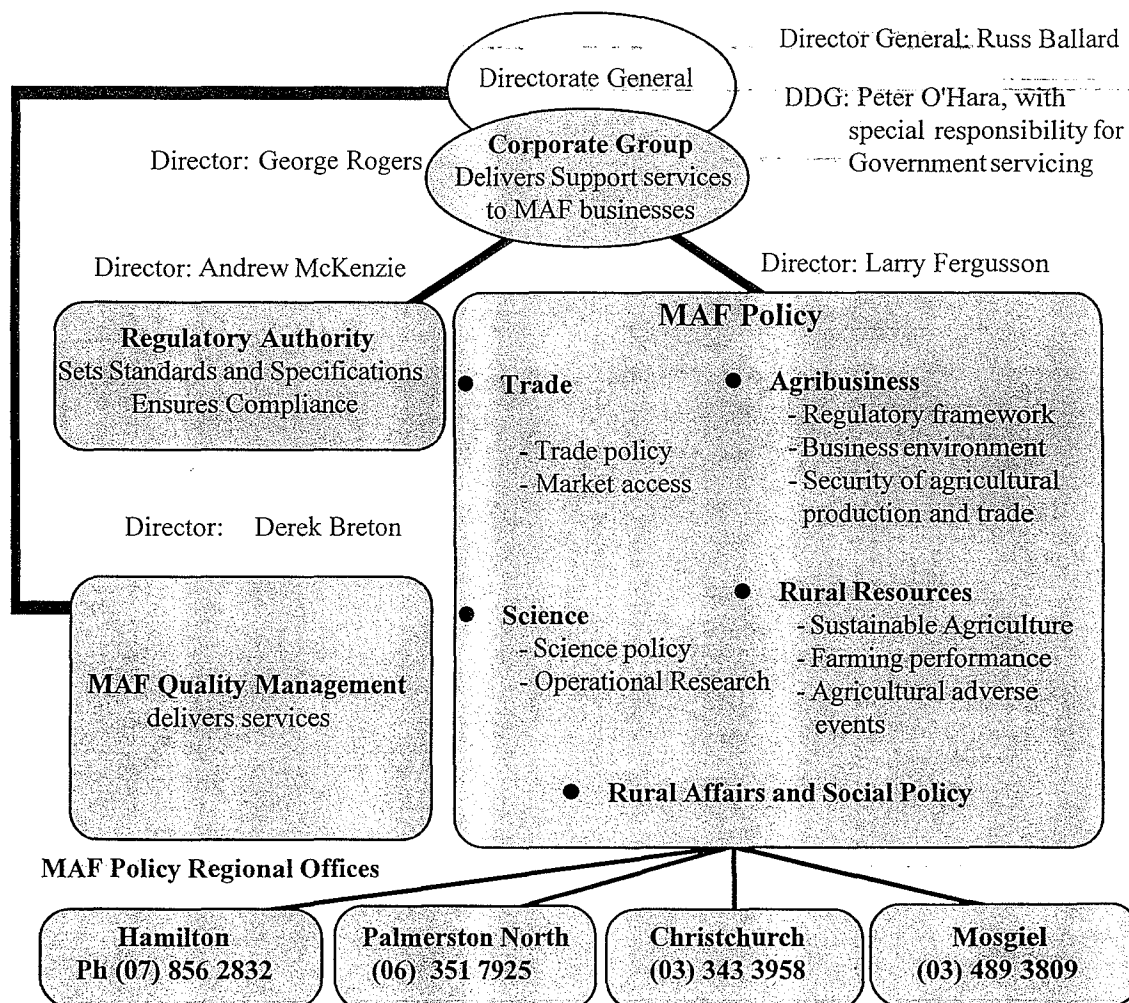 Director General: Russ Ballard
Directorate General
DDG: Peter O'Hara, with
special responsibility for
Government servicing
Director: George Rogers
Corporate Group
Delivers Support services
to MAF businesses
Director: Andrew McKenzie
Director: Larry Fergusson
Regulatory Authority
Sets Standards and Specifications
Ensures Compliance
MAF Policy
● Trade
- Trade policy
- Market access
● Agribusiness
- Regulatory framework
- Business environment
- Security of agricultural
production and trade
Director: Derek Breton
MAF Quality Management
delivers services
● Science
- Science policy
- Operational Research
● Rural Resources
- Sustainable Agriculture
- Farming performance
- Agricultural adverse
events
● Rural Affairs and Social Policy
MAF Policy Regional Offices
Hamilton
Ph (07) 856 2832
Palmerston North
(06) 351 7925
Christchurch
(03) 343 3958
Mosgiel
(03) 489 3809